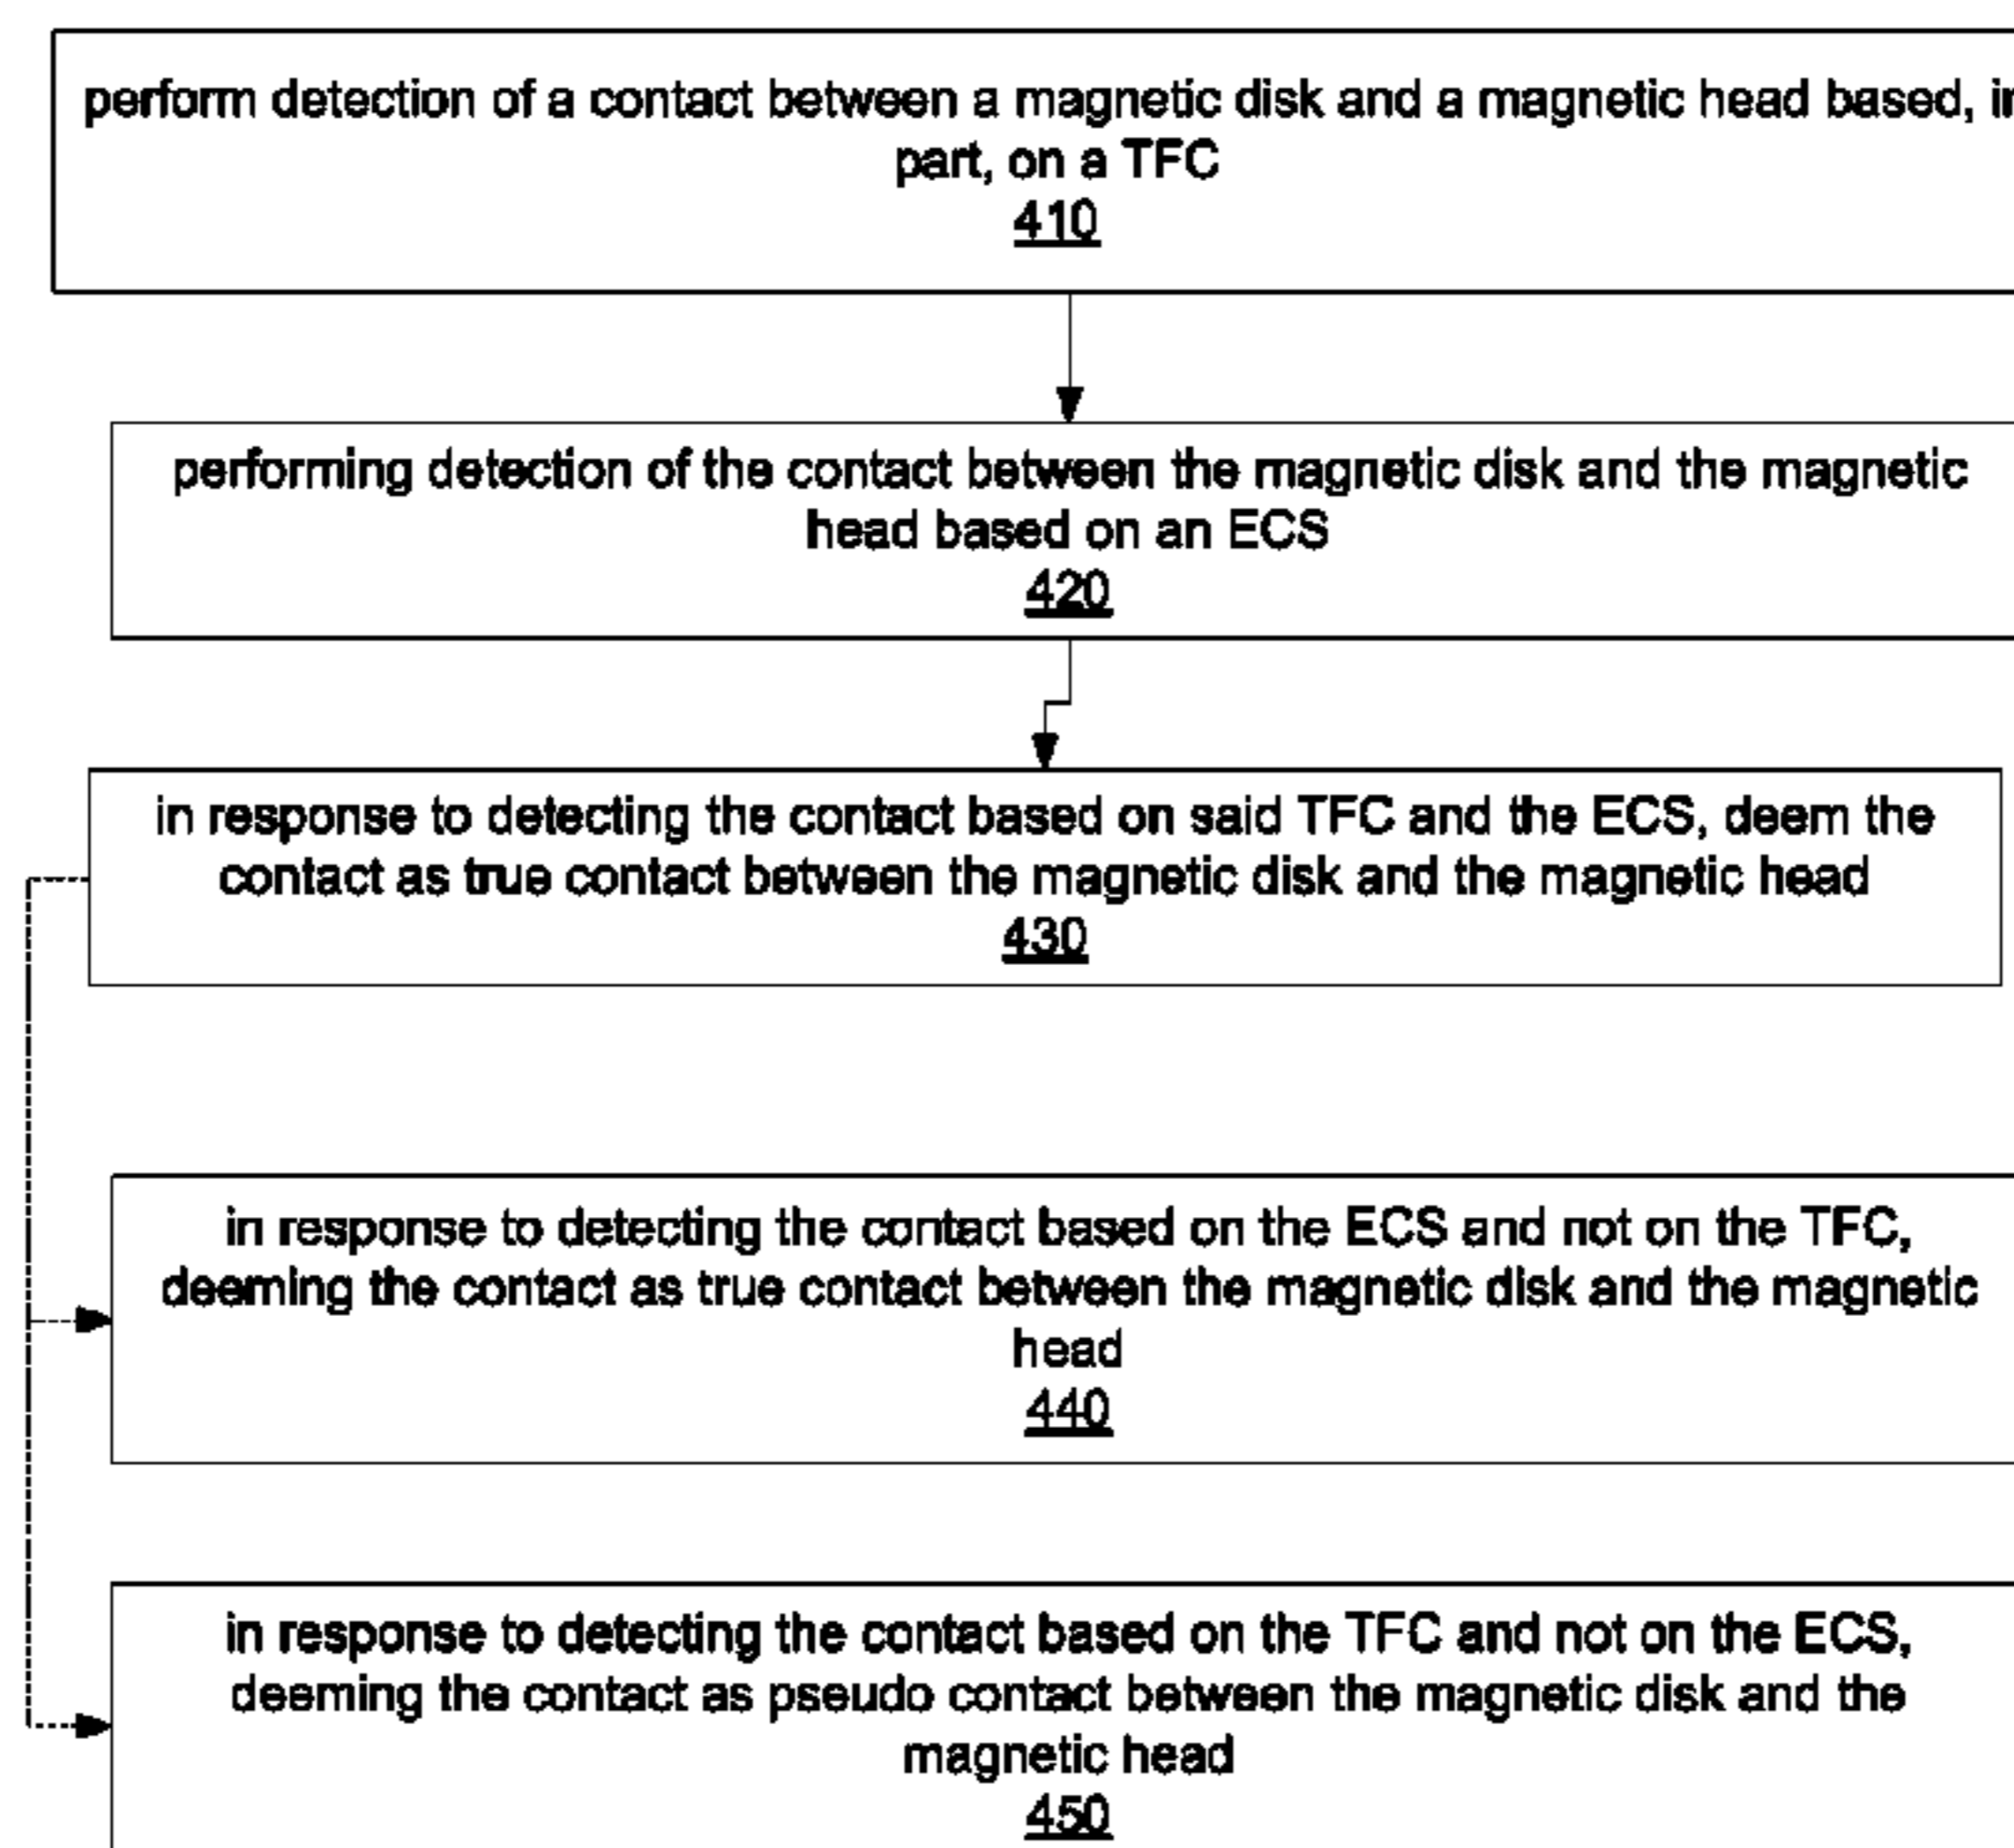 perform detection of a contact between a magnetic disk and a magnetic head based, in
part, on a TFC
410
performing detection of the contact between the magnetic disk and the magnetic
head based on an ECS
420
in response to detecting the contact based on said TFC and the ECS, deem the
contact as true contact between the magnetic disk and the magnetic head
430
in response to detecting the contact based on the ECS and not on the TFC,
deeming the contact as true contact between the magnetic disk and the magnetic
head
440
in response to detecting the contact based on the TFC and not on the ECS,
deeming the contact as pseudo contact between the magnetic disk and the
magnetic head
450